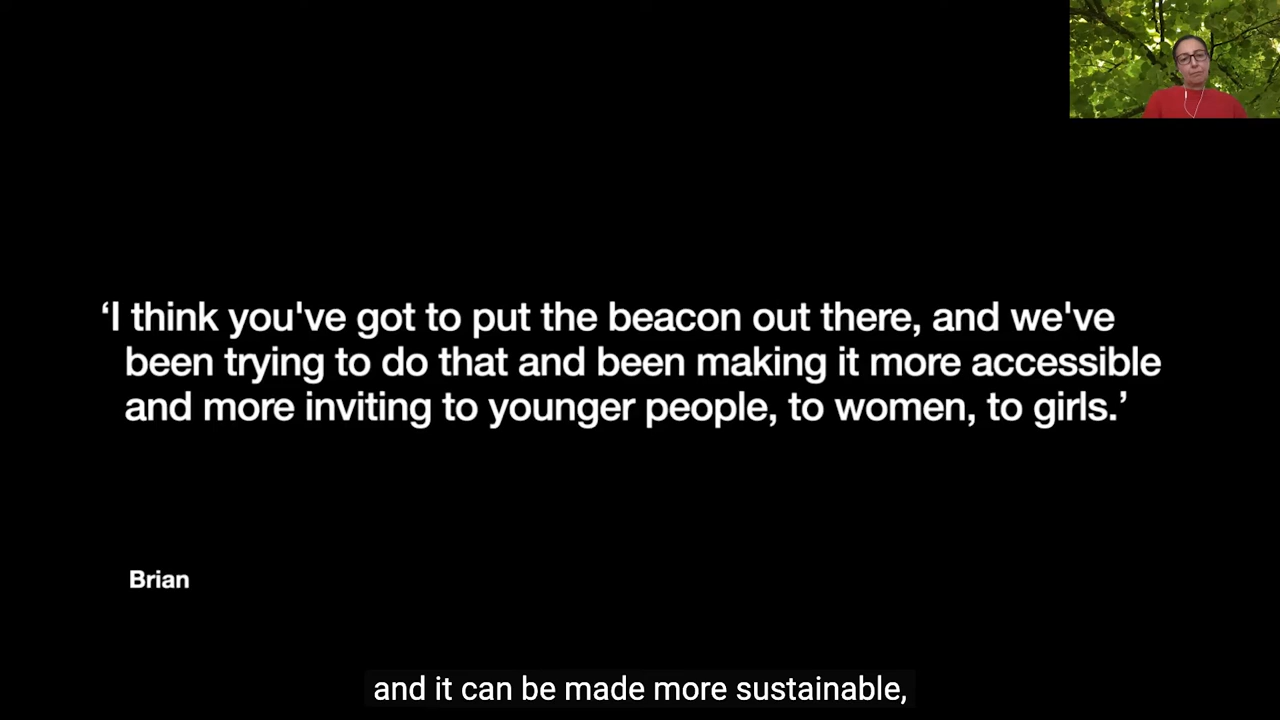 ‘I think you've got to put the beacon out there, and we've
been trying to do that and been making it more accessible
and more inviting to younger people, to women, to girls.’
Brian
and it can be made more sustainable,